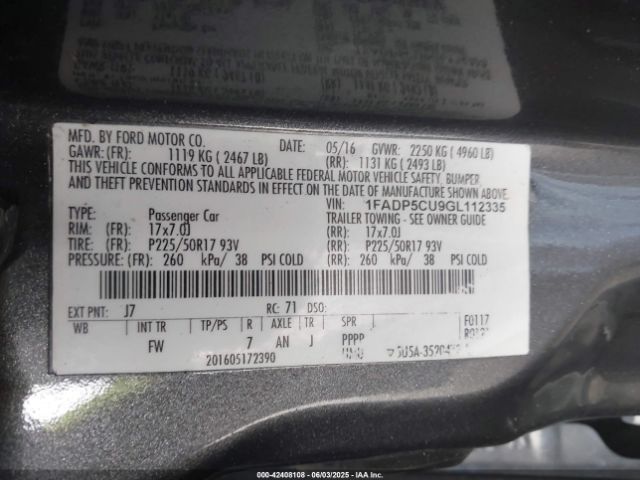 MFD. BY FORD MOTOR CO. DATE: 05/16 GVWR: 2250 KG ( 4960 LB)
GAWR: (FR): 1119 KG ( 2467 LB) (RR): 1131 KG ( 2493 LB)
THIS VEHICLE CONFORMS TO ALL APPLICABLE FEDERAL MOTOR VEHICLE SAFETY, BUMPER,
AND THEFT PREVENTION STANDARDS IN EFFECT ON THE DATE OF MANUFACTURE SHOWN ABOVE.
VIN: 1FADP5CU9GL112335
TYPE: Passenger Car TRAILER TOWING - SEE OWNER GUIDE
RIM: (FR): 17x7.0J (RR): 17x7.0J
TIRE: (FR): P225/50R17 93V (RR): P225/50R17 93V
PRESSURE: (FR): 260 kPa/ 38 PSI COLD (RR): 260 kPa/ 38 PSI COLD
EXT PNT: J7 RC: 71 DSO: F0117
WB INT TR TP/PS R AXLE TR SPR
FW 7 AN J PPPP
201605172390
000-42408108 - 06/03/2025 - IAAI.COM